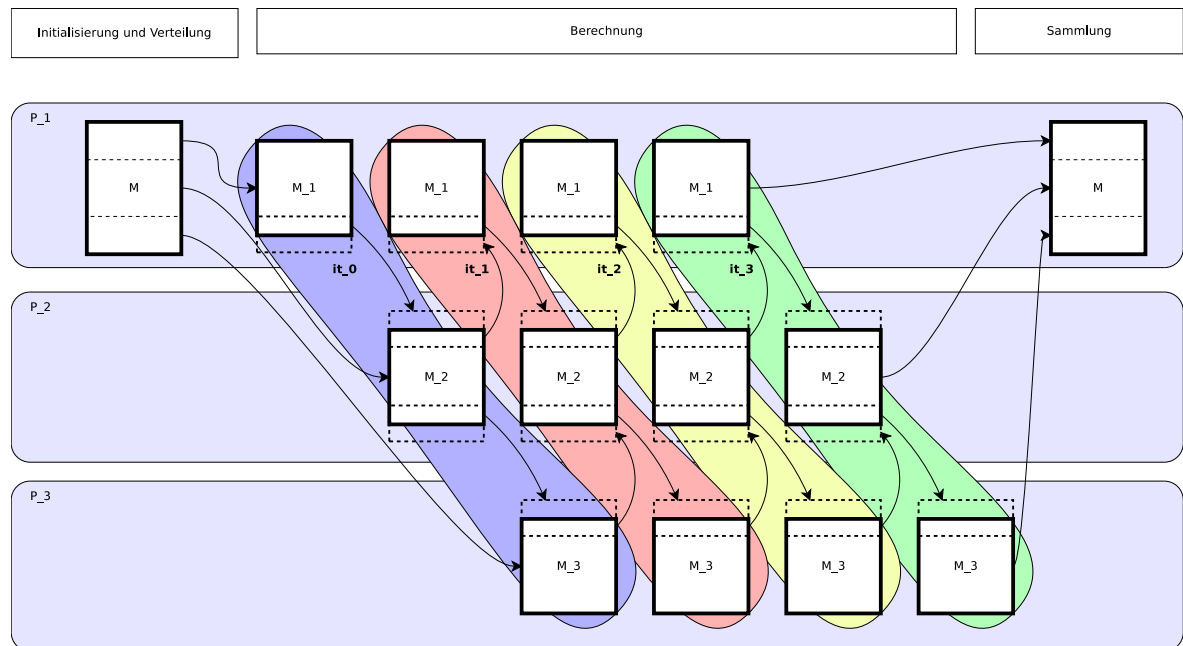 Initialisierung und Verteilung
Berechnung
Sammlung
P_1
M
M_1
M_1
M_1
M_1
M
it_0
it_1
it_2
it_3
P_2
M_2
M_2
M_2
M_2
P_3
M_3
M_3
M_3
M_3